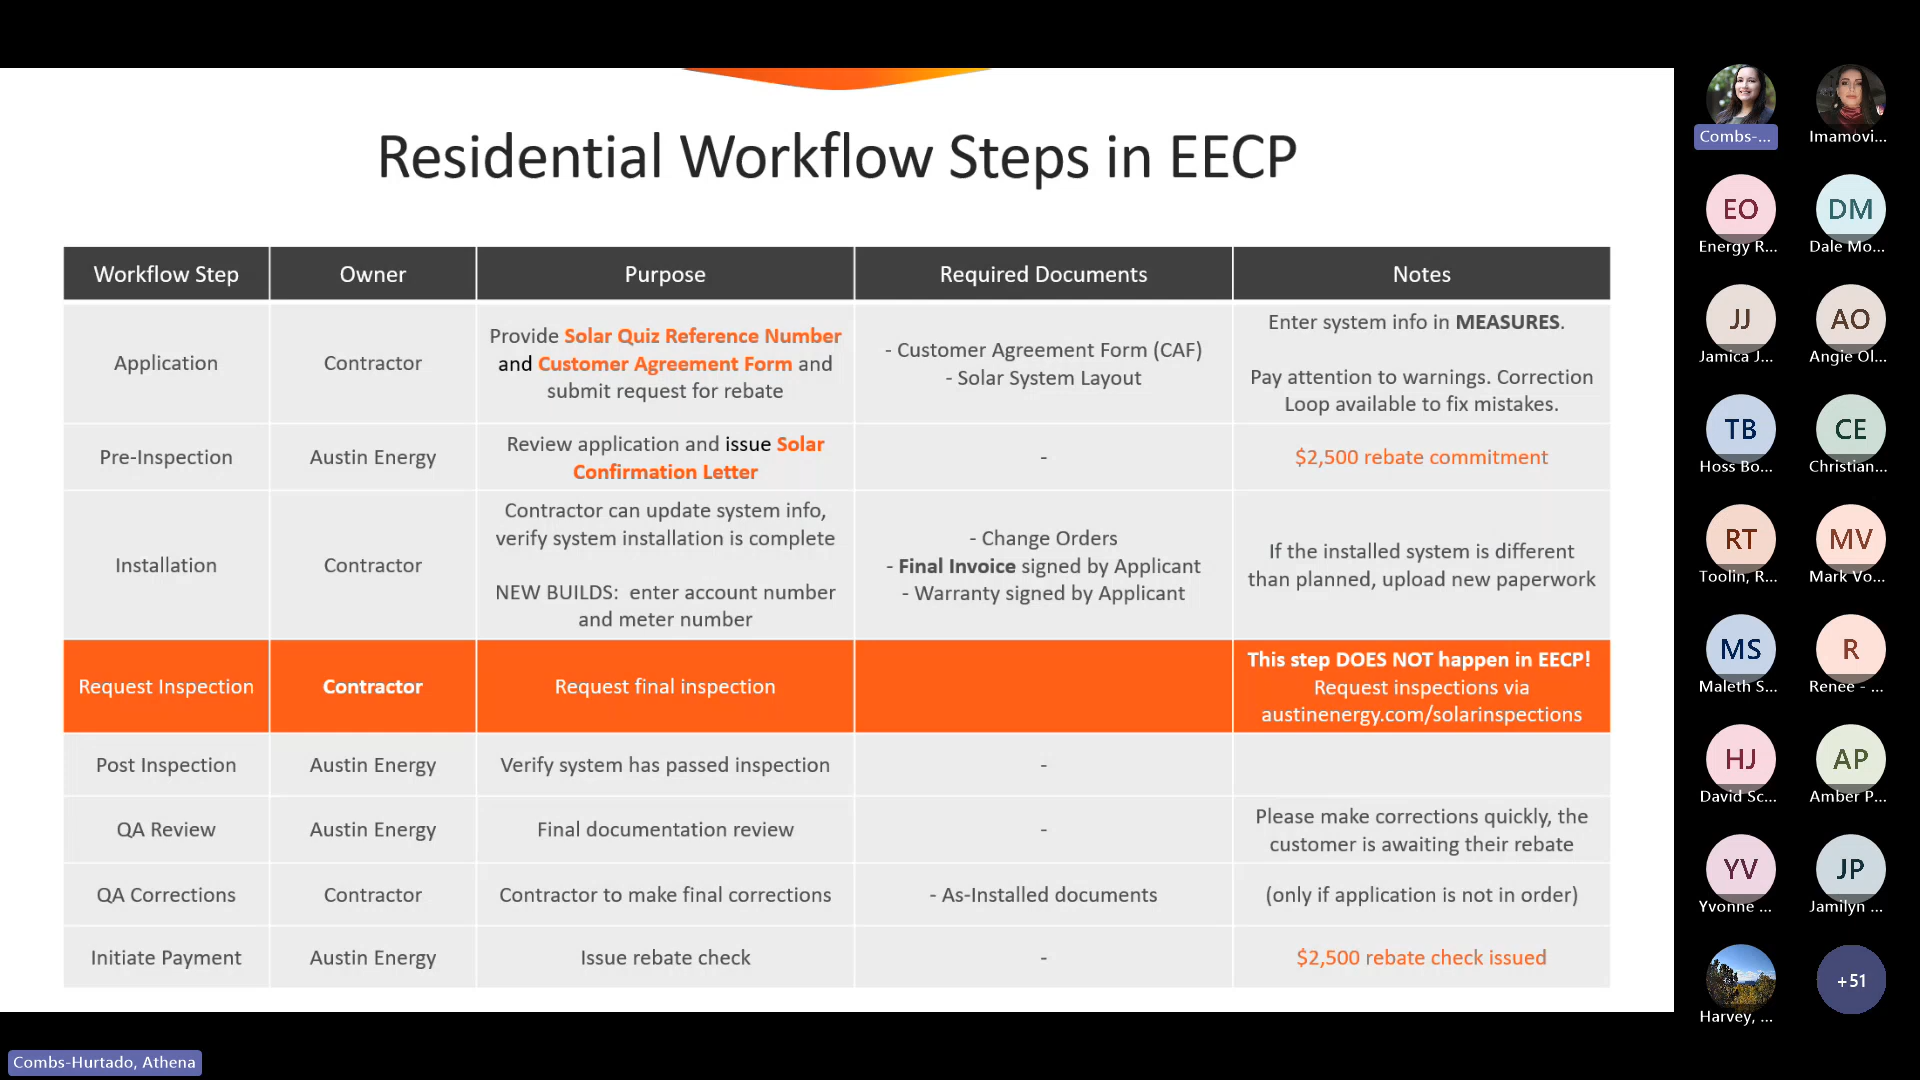 Residential Workflow Steps in EECP
Workflow Step
Owner
Purpose
Required Documents
Notes
Application
Contractor
Provide Solar Quiz Reference Number
and Customer Agreement Form and
submit request for rebate
- Customer Agreement Form (CAF)
- Solar System Layout
Enter system info in MEASURES.
Pay attention to warnings. Correction
Loop available to fix mistakes.
Pre-Inspection
Austin Energy
Review application and issue Solar
Confirmation Letter
-
$2,500 rebate commitment
Installation
Contractor
Contractor can update system info,
verify system installation is complete
NEW BUILDS: enter account number
and meter number
- Change Orders
- Final Invoice signed by Applicant
- Warranty signed by Applicant
If the installed system is different
than planned, upload new paperwork
Request Inspection
Contractor
Request final inspection
This step DOES NOT happen in EECP!
Request inspections via
austinenergy.com/solarinspections
Post Inspection
Austin Energy
Verify system has passed inspection
-
QA Review
Austin Energy
Final documentation review
-
Please make corrections quickly, the
customer is awaiting their rebate
QA Corrections
Contractor
Contractor to make final corrections
- As-Installed documents
(only if application is not in order)
Initiate Payment
Austin Energy
Issue rebate check
-
$2,500 rebate check issued
Combs-...
Imamovi...
EO
Energy R...
DM
Dale Mo...
JJ
Jamica J...
AO
Angie Ol...
TB
Hoss Bo...
CE
Christian...
RT
Toolin, R...
MV
Mark Vo...
MS
Maleth S...
R
Renee - ...
HJ
David Sc...
AP
Amber P...
YV
Yvonne ...
JP
Jamilyn ...
Harvey, ...
+51
Combs-Hurtado, Athena